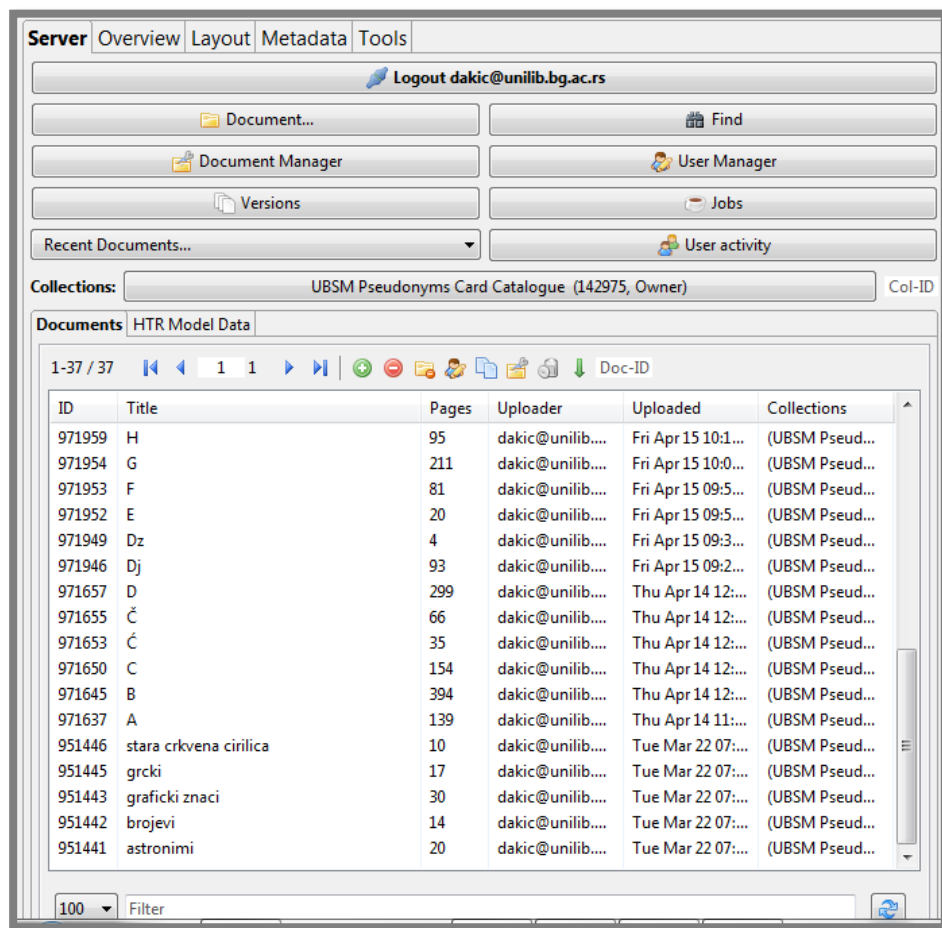 Server Overview Layout Metadata Tools
Logout dakic@unilib.bg.ac.rs
Document... Find
Document Manager User Manager
Versions Jobs
Recent Documents... User activity
Collections: UBSM Pseudonyms Card Catalogue (142975, Owner) Col-ID
Documents HTR Model Data
1-37 / 37 1 1 Doc-ID
ID Title Pages Uploader Uploaded Collections
971959 H 95 dakic@unilib.... Fri Apr 15 10:1... (UBSM Pseud...
971954 G 211 dakic@unilib.... Fri Apr 15 10:0... (UBSM Pseud...
971953 F 81 dakic@unilib.... Fri Apr 15 09:5... (UBSM Pseud...
971952 E 20 dakic@unilib.... Fri Apr 15 09:5... (UBSM Pseud...
971949 Dz 4 dakic@unilib.... Fri Apr 15 09:3... (UBSM Pseud...
971946 Dj 93 dakic@unilib.... Fri Apr 15 09:2... (UBSM Pseud...
971657 D 299 dakic@unilib.... Thu Apr 14 12:... (UBSM Pseud...
971655 Č 66 dakic@unilib.... Thu Apr 14 12:... (UBSM Pseud...
971653 Ć 35 dakic@unilib.... Thu Apr 14 12:... (UBSM Pseud...
971650 C 154 dakic@unilib.... Thu Apr 14 12:... (UBSM Pseud...
971645 B 394 dakic@unilib.... Thu Apr 14 12:... (UBSM Pseud...
971637 A 139 dakic@unilib.... Thu Apr 14 11:... (UBSM Pseud...
951446 stara crkvena cirilica 10 dakic@unilib.... Tue Mar 22 07:... (UBSM Pseud...
951445 grcki 17 dakic@unilib.... Tue Mar 22 07:... (UBSM Pseud...
951443 graficki znaci 30 dakic@unilib.... Tue Mar 22 07:... (UBSM Pseud...
951442 brojevi 14 dakic@unilib.... Tue Mar 22 07:... (UBSM Pseud...
951441 astronimi 20 dakic@unilib.... Tue Mar 22 07:... (UBSM Pseud...
100 Filter